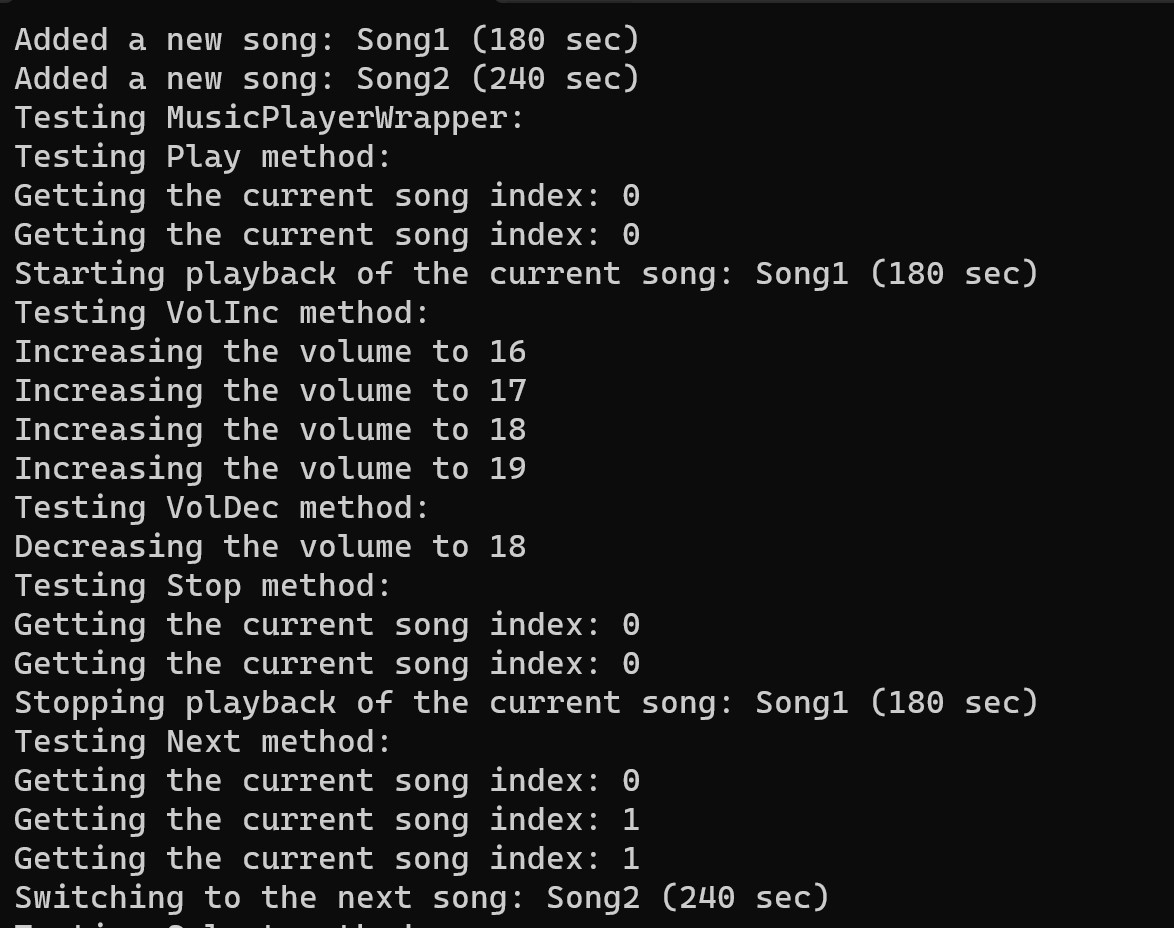 Added a new song: Song1 (180 sec)
Added a new song: Song2 (240 sec)
Testing MusicPlayerWrapper:
Testing Play method:
Getting the current song index: 0
Getting the current song index: 0
Starting playback of the current song: Song1 (180 sec)
Testing VolInc method:
Increasing the volume to 16
Increasing the volume to 17
Increasing the volume to 18
Increasing the volume to 19
Testing VolDec method:
Decreasing the volume to 18
Testing Stop method:
Getting the current song index: 0
Getting the current song index: 0
Stopping playback of the current song: Song1 (180 sec)
Testing Next method:
Getting the current song index: 0
Getting the current song index: 1
Getting the current song index: 1
Switching to the next song: Song2 (240 sec)